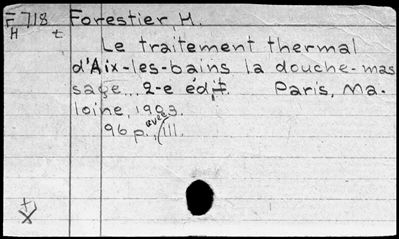 F718 Forestier, H.
H t
Le traitement thermal
d'Aix-les-bains la douche-mas
sage... 2-e édit. Paris, Ma-
loine, 1903.
96 p., avec ill.